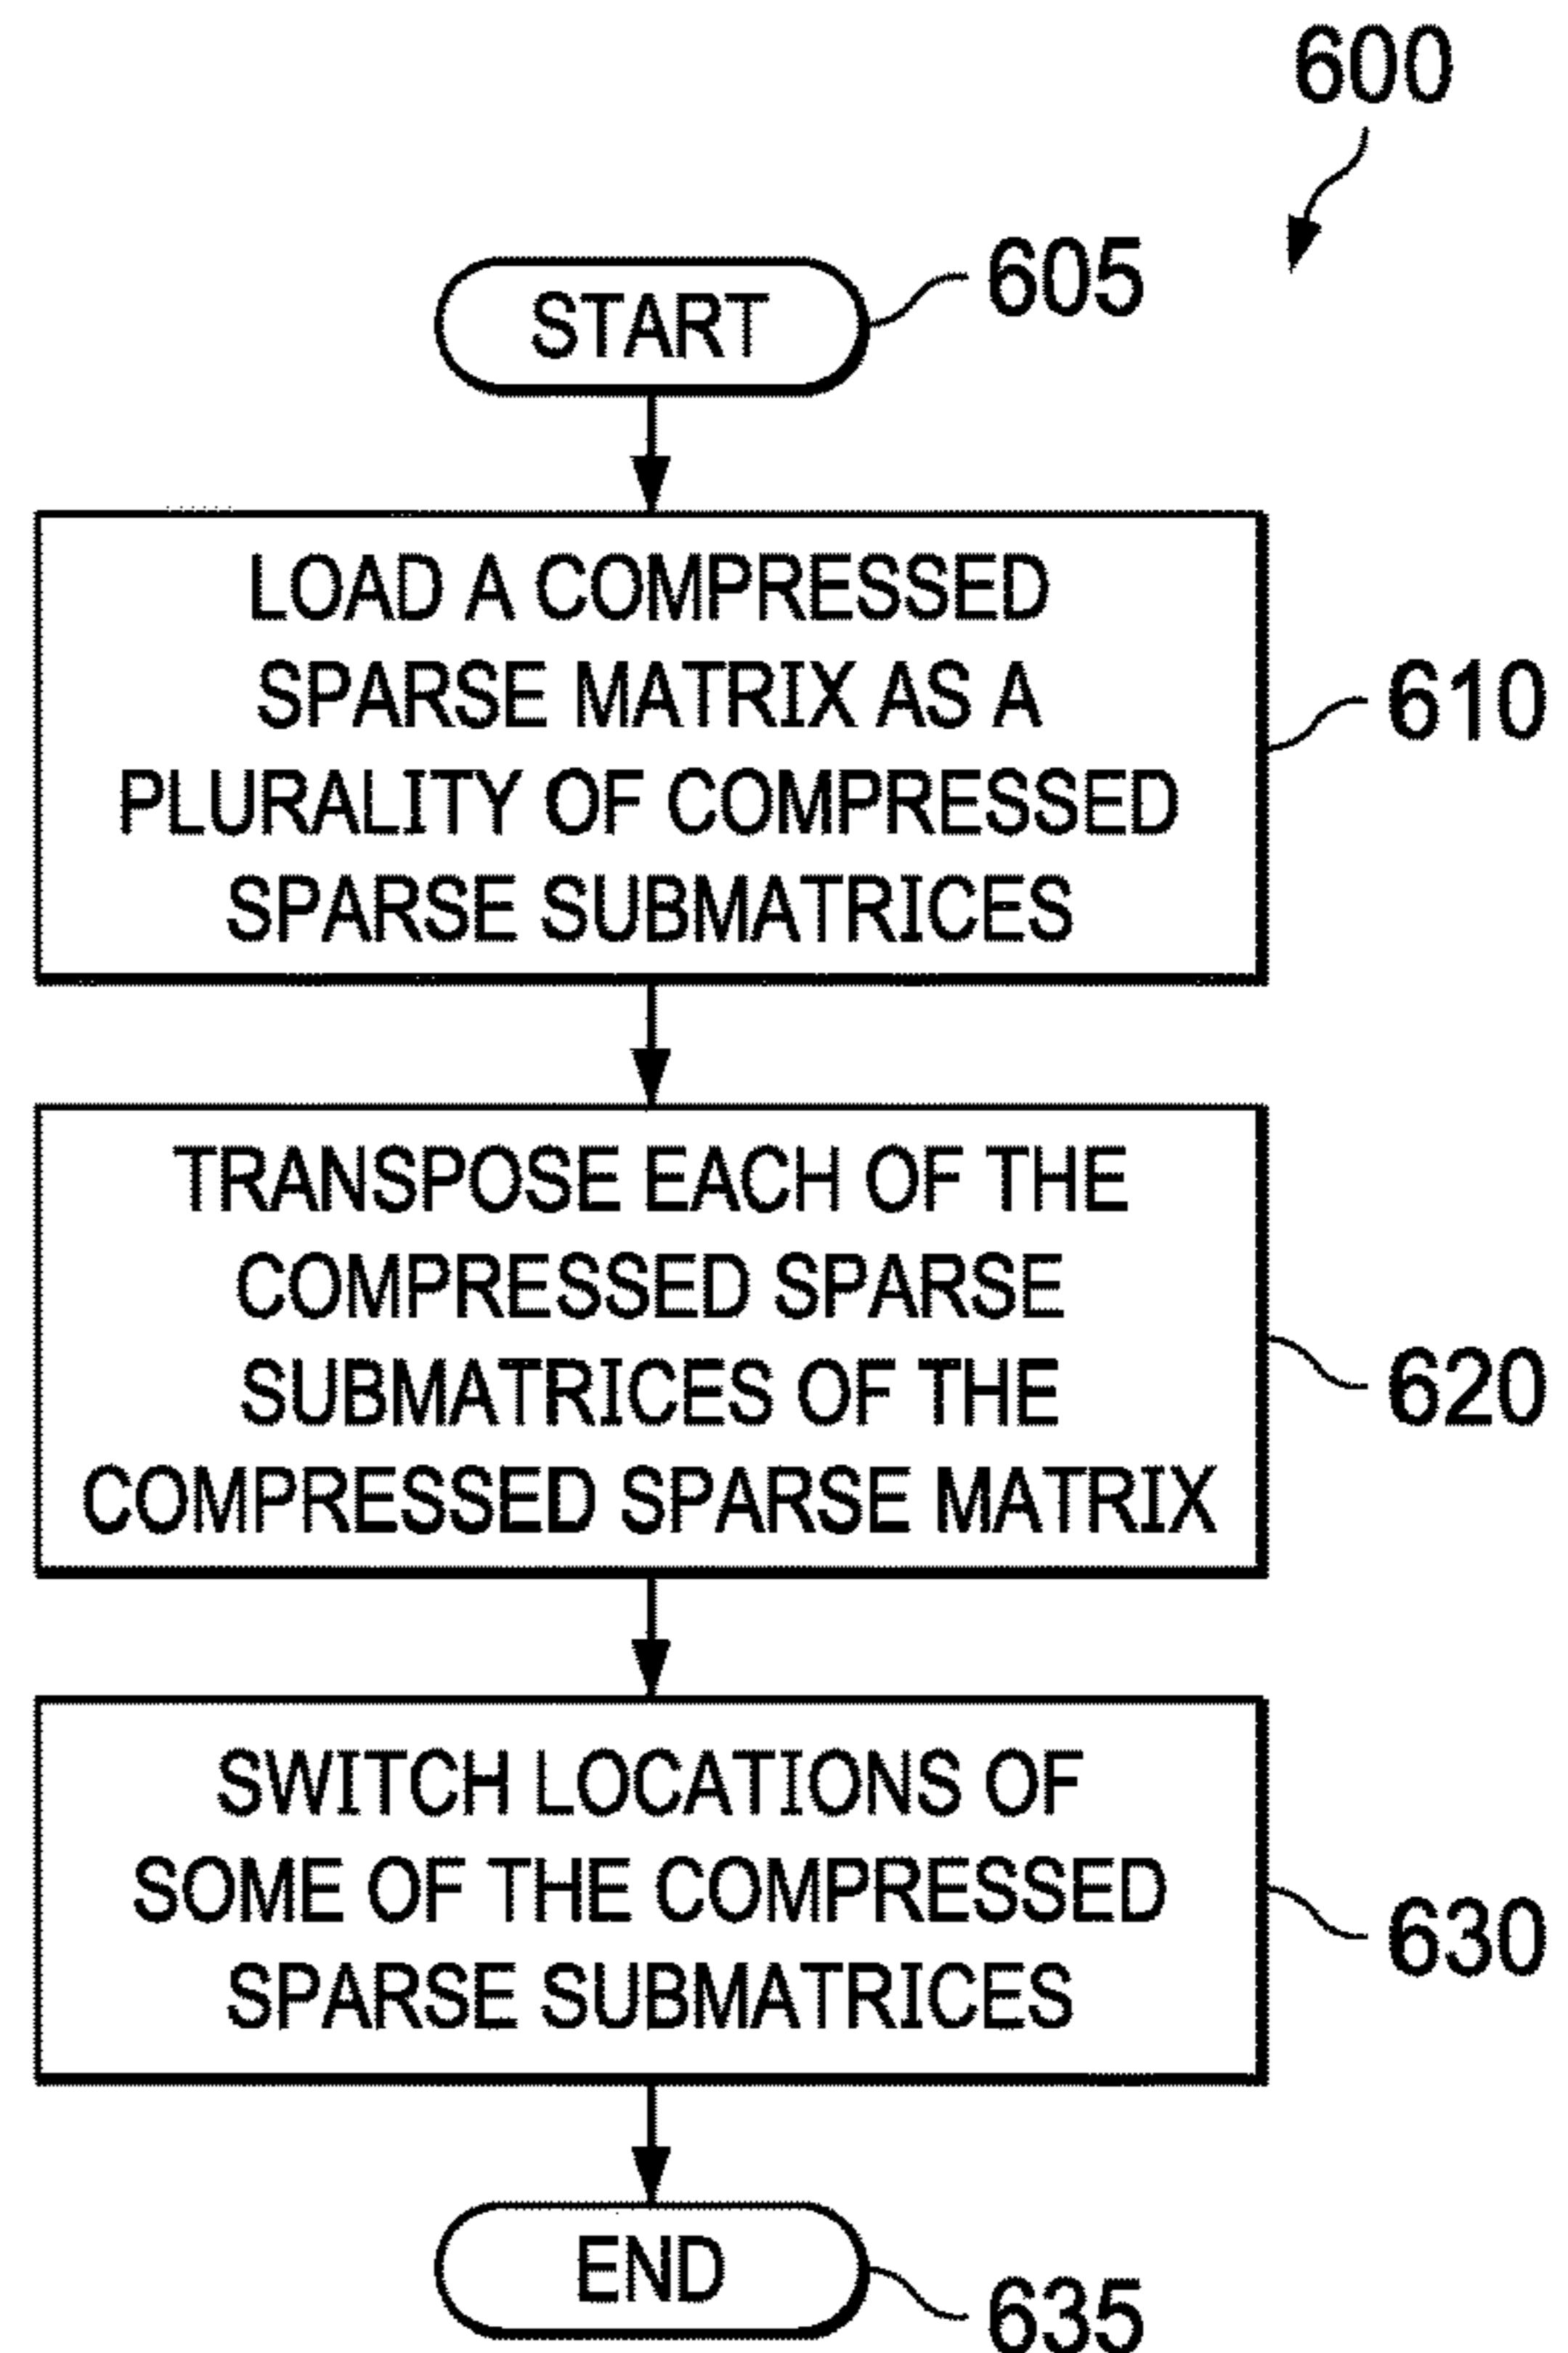 600
START
605
LOAD A COMPRESSED
SPARSE MATRIX AS A
PLURALITY OF COMPRESSED
SPARSE SUBMATRICES
610
TRANSPOSE EACH OF THE
COMPRESSED SPARSE
SUBMATRICES OF THE
COMPRESSED SPARSE MATRIX
620
SWITCH LOCATIONS OF
SOME OF THE COMPRESSED
SPARSE SUBMATRICES
630
END
635